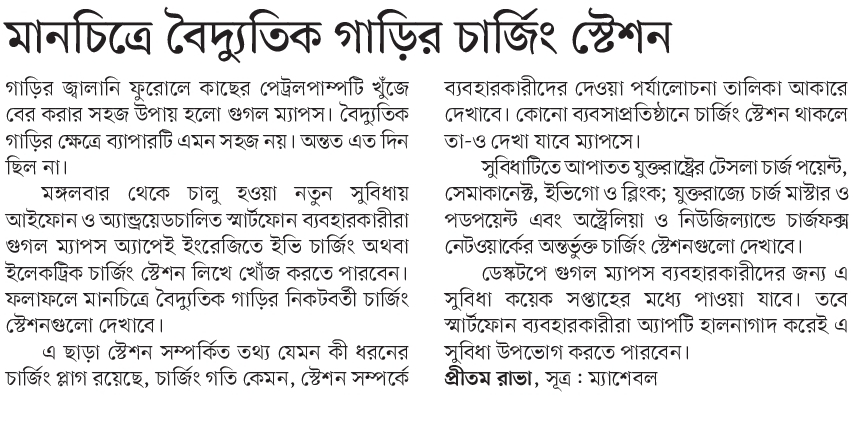 মানচিত্রে বৈদ্যুতিক গাড়ির চার্জিং স্টেশন
গাড়ির জ্বালানি ফুরোলে কাছের পেট্রলপাম্পটি খুঁজে
বের করার সহজ উপায় হলো গুগল ম্যাপস। বৈদ্যুতিক
গাড়ির ক্ষেত্রে ব্যাপারটি এমন সহজ নয়। অন্তত এত দিন
ছিল না।
মঙ্গলবার থেকে চালু হওয়া নতুন সুবিধায়
আইফোন ও অ্যান্ড্রয়েডচালিত স্মার্টফোন ব্যবহারকারীরা
গুগল ম্যাপস অ্যাপেই ইংরেজিতে ইভি চার্জিং অথবা
ইলেকট্রিক চার্জিং স্টেশন লিখে খোঁজ করতে পারবেন।
ফলাফলে মানচিত্রে বৈদ্যুতিক গাড়ির নিকটবর্তী চার্জিং
স্টেশনগুলো দেখাবে।
এ ছাড়া স্টেশন সম্পর্কিত তথ্য যেমন কী ধরনের
চার্জিং প্লাগ রয়েছে, চার্জিং গতি কেমন, স্টেশন সম্পর্কে
ব্যবহারকারীদের দেওয়া পর্যালোচনা তালিকা আকারে
দেখাবে। কোনো ব্যবসাপ্রতিষ্ঠানে চার্জিং স্টেশন থাকলে
তা-ও দেখা যাবে ম্যাপসে।
সুবিধাটিতে আপাতত যুক্তরাষ্ট্রের টেসলা চার্জ পয়েন্ট,
সেমাকানেক্ট, ইভিগো ও ব্লিংক; যুক্তরাজ্যে চার্জ মাস্টার ও
পডপয়েন্ট এবং অস্ট্রেলিয়া ও নিউজিল্যান্ডে চার্জফক্স
নেটওয়ার্কের অন্তর্ভুক্ত চার্জিং স্টেশনগুলো দেখাবে।
ডেস্কটপে গুগল ম্যাপস ব্যবহারকারীদের জন্য এ
সুবিধা কয়েক সপ্তাহের মধ্যে পাওয়া যাবে। তবে
স্মার্টফোন ব্যবহারকারীরা অ্যাপটি হালনাগাদ করেই এ
সুবিধা উপভোগ করতে পারবেন।
প্রীতম রাভা, সূত্র : ম্যাশেবল